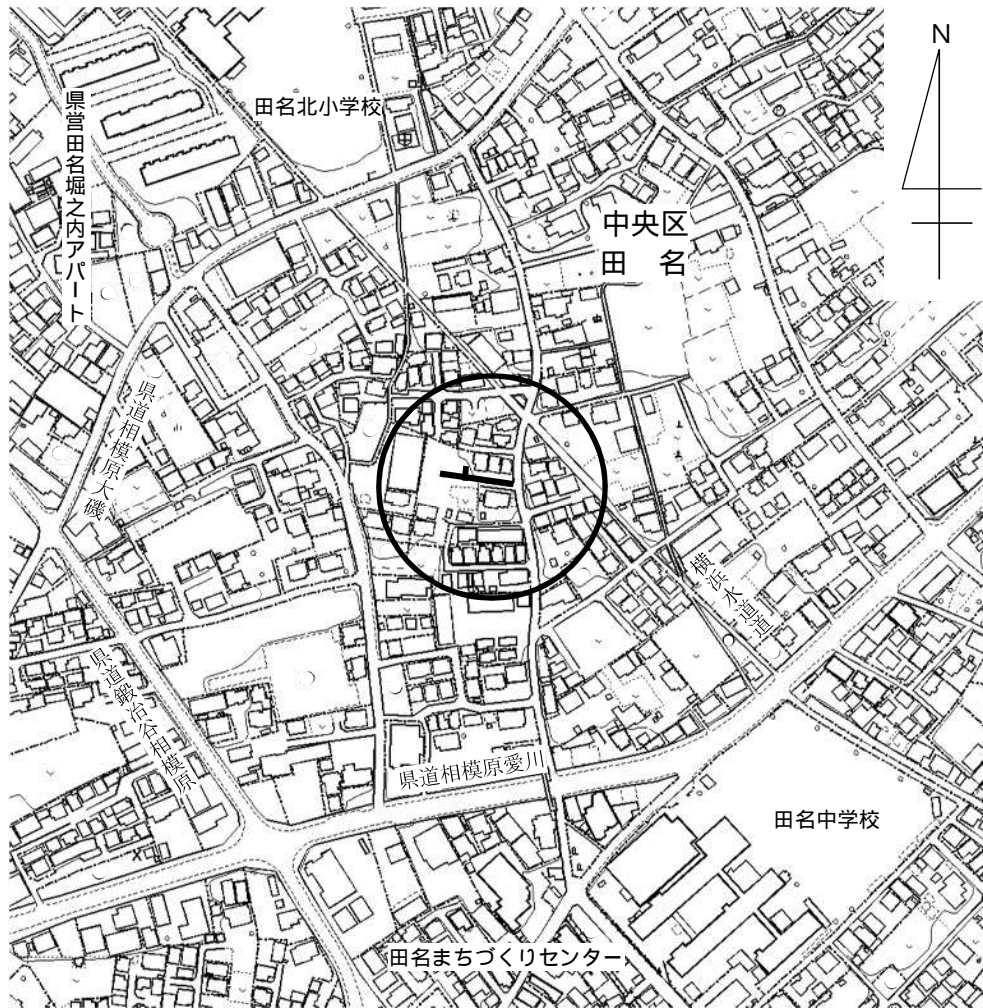 N
田名北小学校
県営田名堀之内アパート
中央区
田　名
県道相模原大磯
横浜水道道
県道鍛冶谷相模原
県道相模原愛川
田名中学校
田名まちづくりセンター